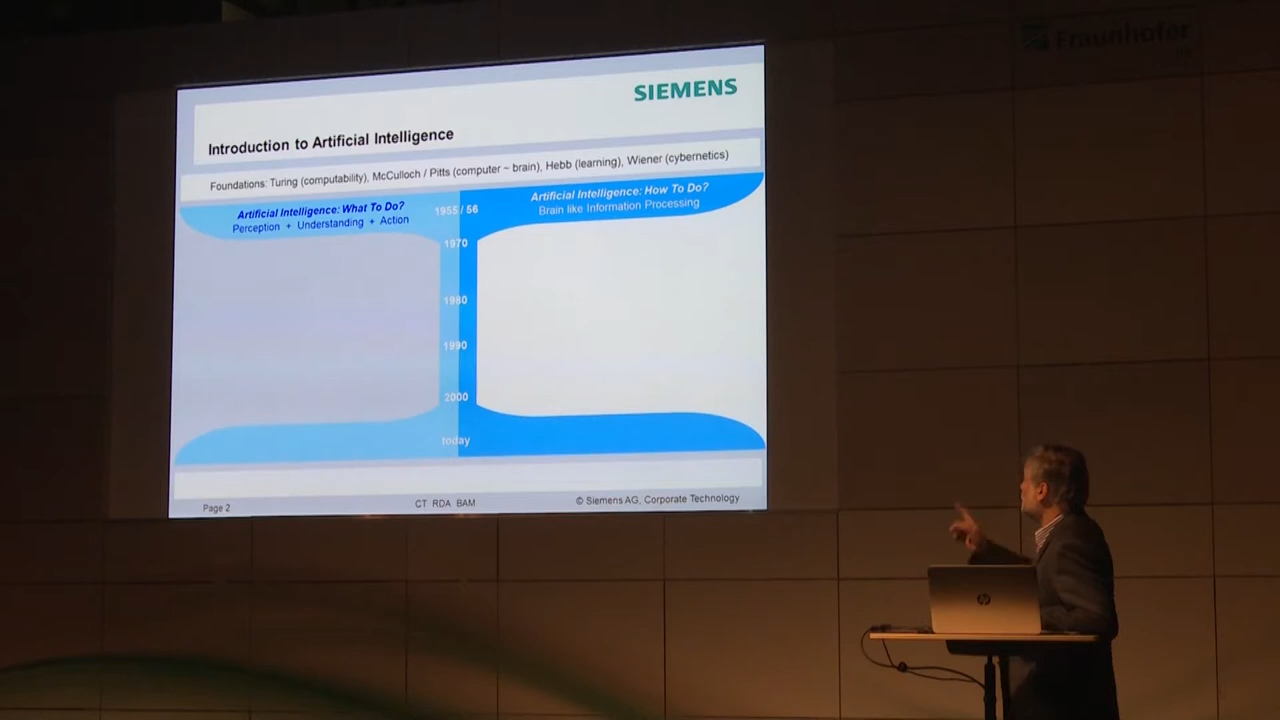 Fraunhofer
SIEMENS
Introduction to Artificial Intelligence
Foundations: Turing (computability), McCulloch / Pitts (computer ~ brain), Hebb (learning), Wiener (cybernetics)
Artificial Intelligence: What To Do?
Perception + Understanding + Action
1955 / 56
Artificial Intelligence: How To Do?
Brain like Information Processing
1970
1980
1990
2000
today
Page 2
CT RDA BAM
© Siemens AG, Corporate Technology
hp